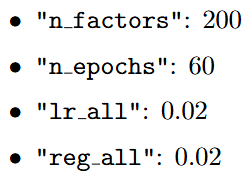 • "n_factors": 200
• "n_epochs": 60
• "lr_all": 0.02
• "reg_all": 0.02